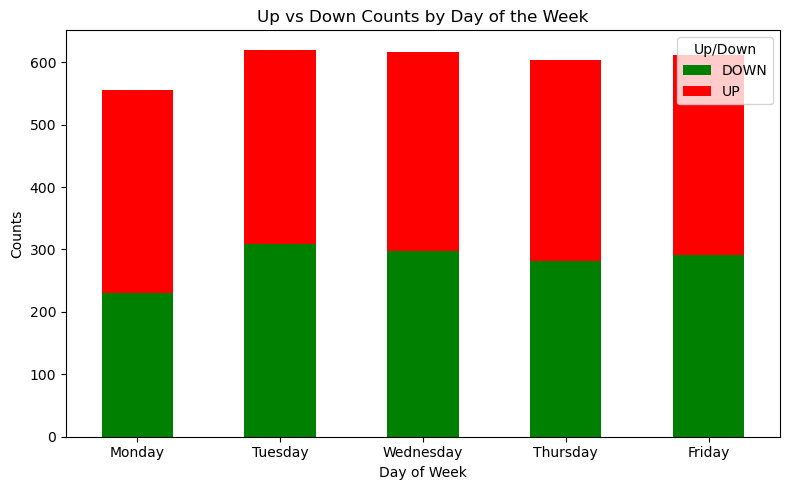 Up vs Down Counts by Day of the Week
Up/Down
DOWN
UP
Counts
600
500
400
300
200
100
0
Monday Tuesday Wednesday Thursday Friday
Day of Week